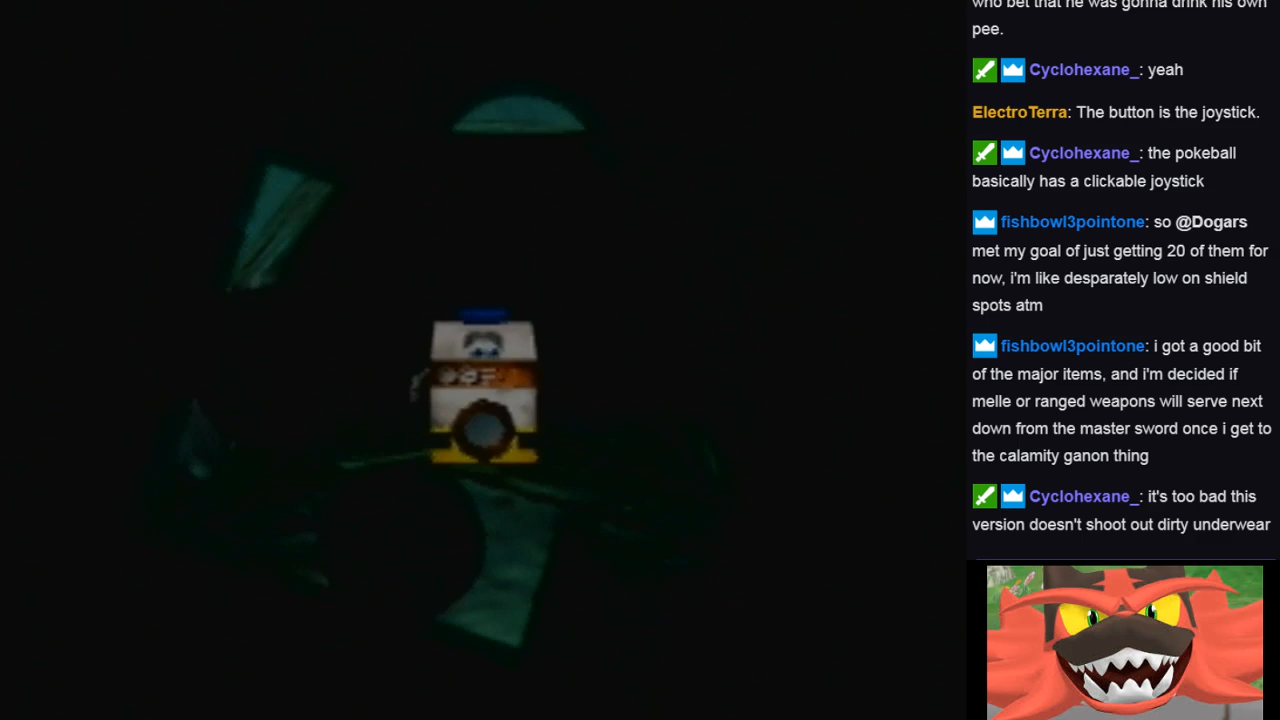 who bet that he was gonna drink his own
pee.
Cyclohexane_: yeah
ElectroTerra: The button is the joystick.
Cyclohexane_: the pokeball
basically has a clickable joystick
fishbowl3pointone: so @Dogars
met my goal of just getting 20 of them for
now, i'm like desparately low on shield
spots atm
fishbowl3pointone: i got a good bit
of the major items, and i'm decided if
melle or ranged weapons will serve next
down from the master sword once i get to
the calamity ganon thing
Cyclohexane_: it's too bad this
version doesn't shoot out dirty underwear